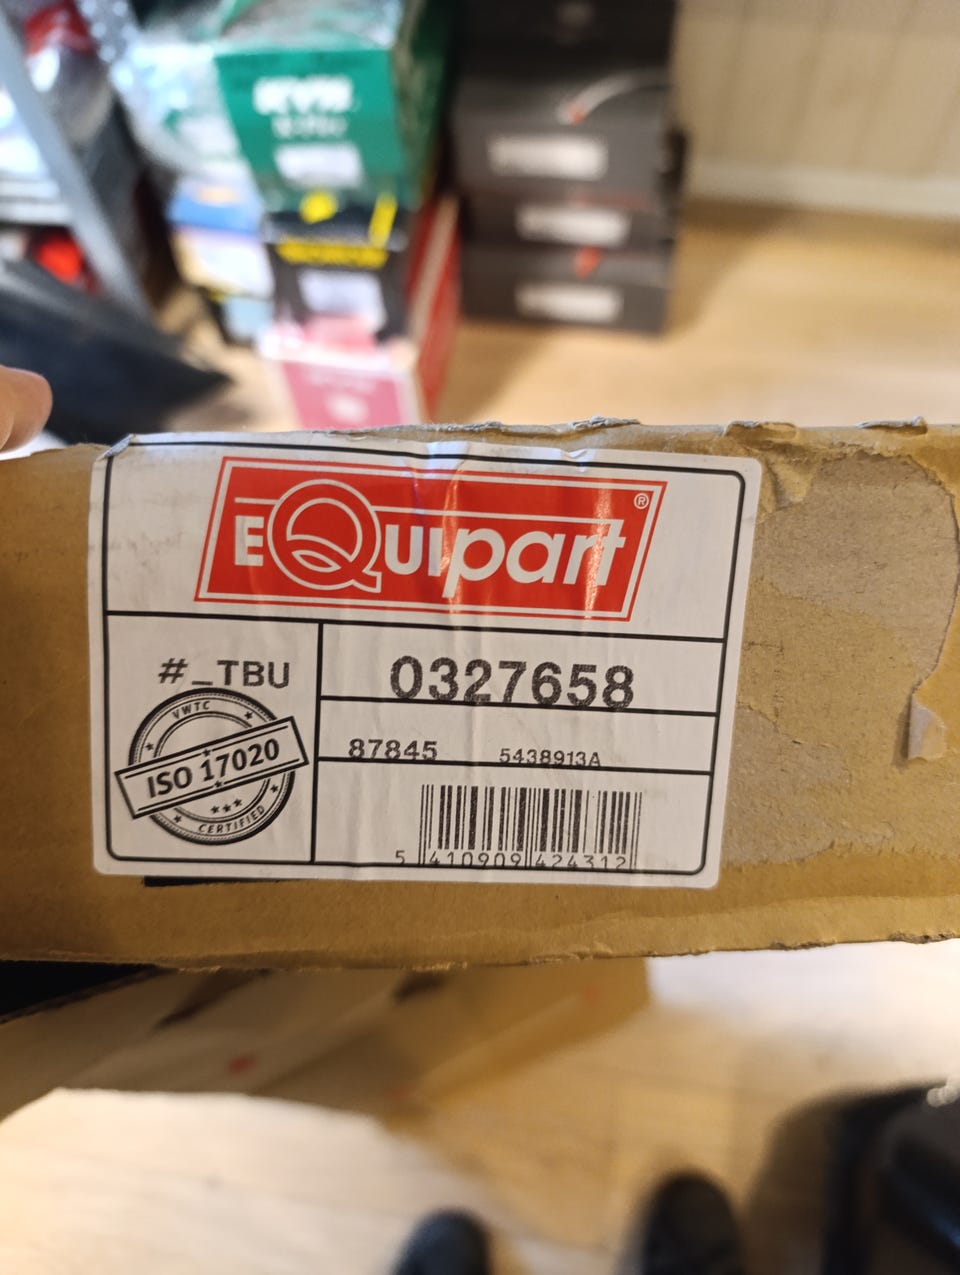 EQUIpart®
#_TBU
0327658
VWTC
ISO 17020
CERTIFIED
87845 5438913A
5 410909 424312